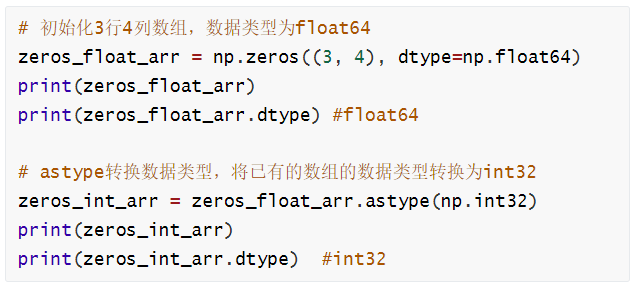 # 初始化3行4列数组，数据类型为float64
zeros_float_arr = np.zeros((3, 4), dtype=np.float64)
print(zeros_float_arr)
print(zeros_float_arr.dtype) #float64

# astype转换数据类型，将已有的数组的数据类型转换为int32
zeros_int_arr = zeros_float_arr.astype(np.int32)
print(zeros_int_arr)
print(zeros_int_arr.dtype)  #int32